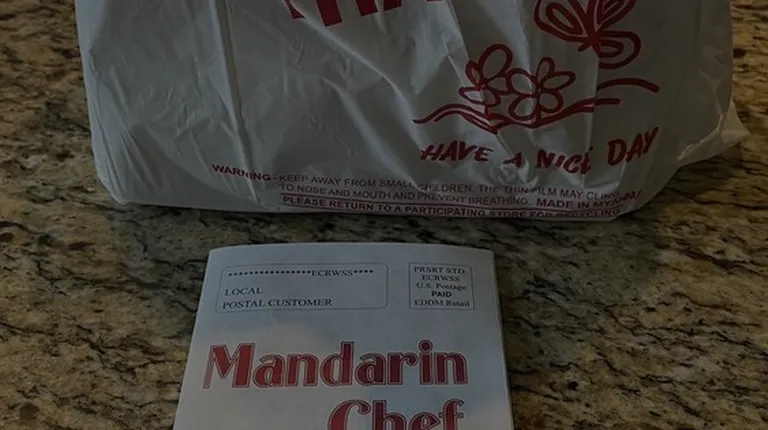 HAVE A NICE DAY
WARNING - KEEP AWAY FROM SMALL CHILDREN. THE THIN FILM MAY CLING
TO NOSE AND MOUTH AND PREVENT BREATHING. MADE IN
PLEASE RETURN TO A PARTICIPATING STORE FOR RECYCLING
****************ECRWSS****
LOCAL
POSTAL CUSTOMER
PRSRT STD
ECRWSS
U.S. Postage
PAID
EDDM Retail
Mandarin
Chef